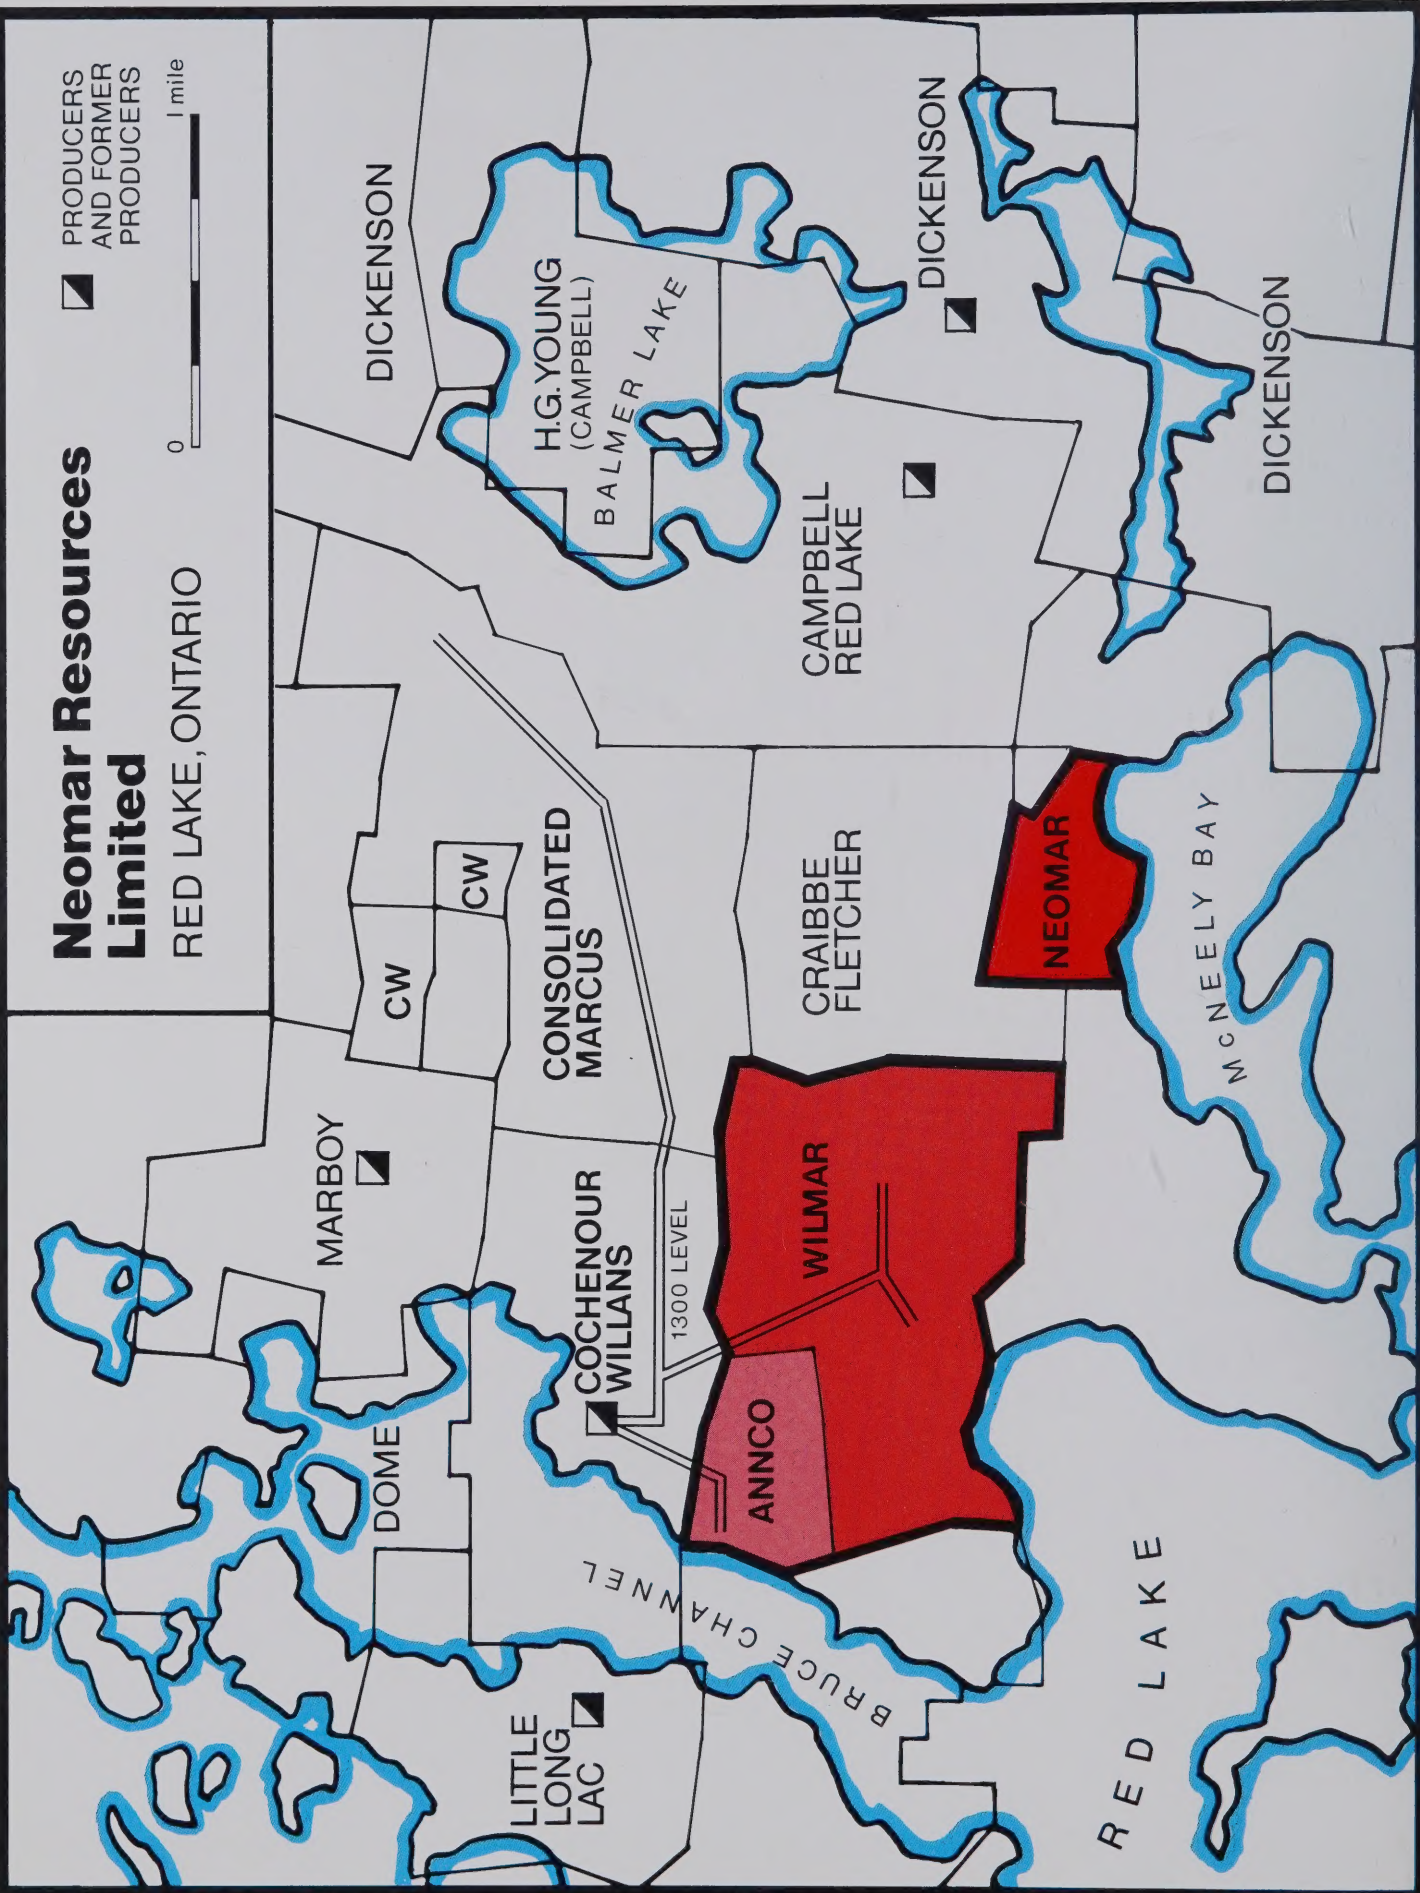 Neomar Resources
Limited
RED LAKE, ONTARIO
PRODUCERS
AND FORMER
PRODUCERS
0
1 mile
DICKENSON
H.G. YOUNG
(CAMPBELL)
BALMER LAKE
DICKENSON
DICKENSON
CAMPBELL
RED LAKE
CW
CW
CONSOLIDATED
MARCUS
CRAIBBE
FLETCHER
NEOMAR
McNEELY BAY
MARBOY
COCHENOUR
WILLANS
1300 LEVEL
WILMAR
ANNCO
DOME
BRUCE CHANNEL
LITTLE
LONG
LAC
RED LAKE